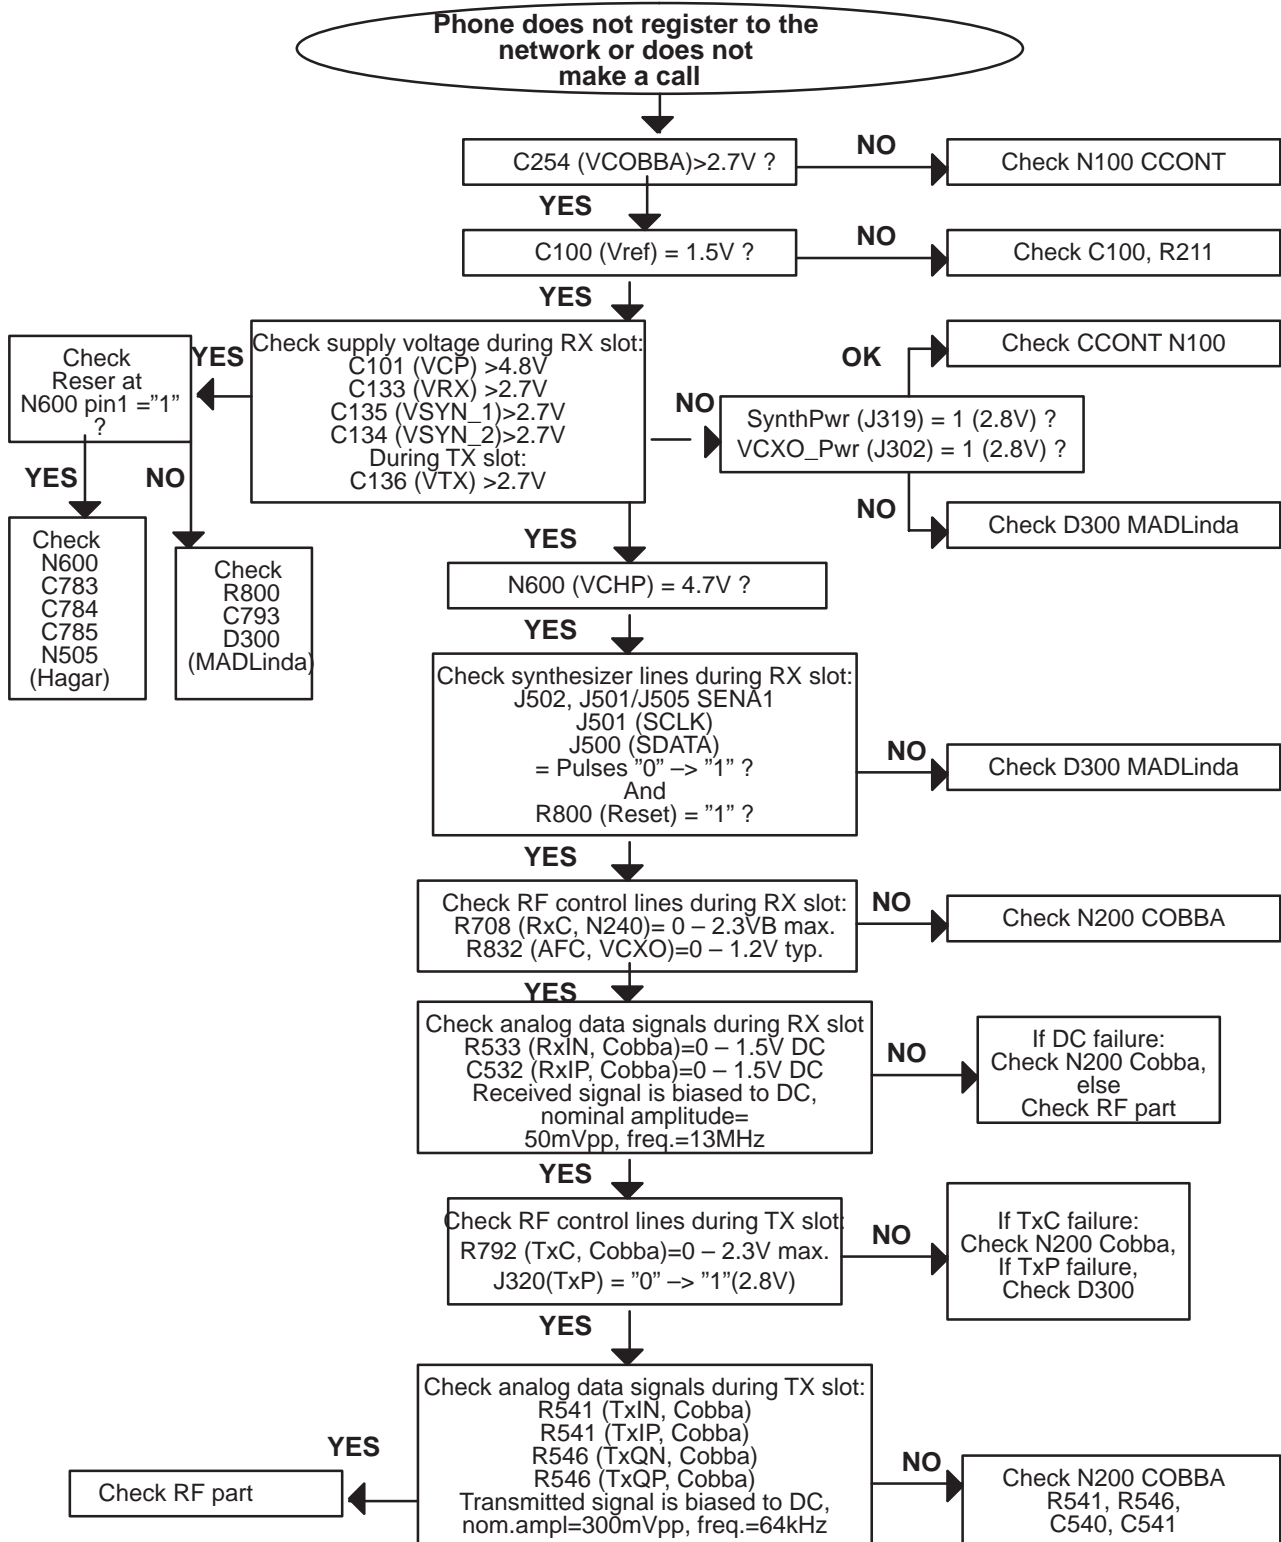 Phone does not register to the
network or does not
make a call
C254 (VCOBBA)>2.7V ?
NO
Check N100 CCONT
YES
C100 (Vref) = 1.5V ?
NO
Check C100, R211
YES
Check supply voltage during RX slot:
C101 (VCP) >4.8V
C133 (VRX) >2.7V
C135 (VSYN_1)>2.7V
C134 (VSYN_2)>2.7V
During TX slot:
C136 (VTX) >2.7V
YES
Check
Reser at
N600 pin1 =”1”
?
YES
NO
Check
N600
C783
C784
C785
N505
(Hagar)
Check
R800
C793
D300
(MADLinda)
NO
SynthPwr (J319) = 1 (2.8V) ?
VCXO_Pwr (J302) = 1 (2.8V) ?
OK
Check CCONT N100
NO
Check D300 MADLinda
YES
N600 (VCHP) = 4.7V ?
YES
Check synthesizer lines during RX slot:
J502, J501/J505 SENA1
J501 (SCLK)
J500 (SDATA)
= Pulses ”0” –> ”1” ?
And
R800 (Reset) = ”1” ?
NO
Check D300 MADLinda
YES
Check RF control lines during RX slot:
R708 (RxC, N240)= 0 – 2.3VB max.
R832 (AFC, VCXO)=0 – 1.2V typ.
NO
Check N200 COBBA
YES
Check analog data signals during RX slot
R533 (RxIN, Cobba)=0 – 1.5V DC
C532 (RxIP, Cobba)=0 – 1.5V DC
Received signal is biased to DC,
nominal amplitude=
50mVpp, freq.=13MHz
NO
If DC failure:
Check N200 Cobba,
else
Check RF part
YES
Check RF control lines during TX slot:
R792 (TxC, Cobba)=0 – 2.3V max.
J320(TxP) = ”0” –> ”1”(2.8V)
NO
If TxC failure:
Check N200 Cobba,
If TxP failure,
Check D300
YES
Check analog data signals during TX slot:
R541 (TxIN, Cobba)
R541 (TxIP, Cobba)
R546 (TxQN, Cobba)
R546 (TxQP, Cobba)
Transmitted signal is biased to DC,
nom.ampl=300mVpp, freq.=64kHz
YES
Check RF part
NO
Check N200 COBBA
R541, R546,
C540, C541